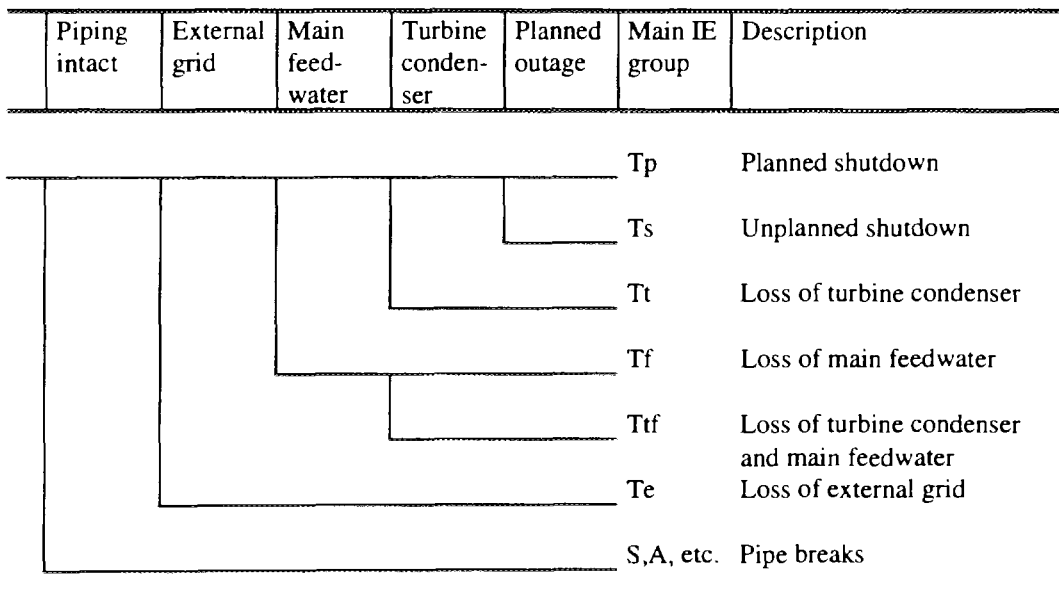 Piping External Main Turbine Planned Main IE Description
intact grid feed- conden- outage group
water ser
Tp Planned shutdown
Ts Unplanned shutdown
Tt Loss of turbine condenser
Tf Loss of main feedwater
Ttf Loss of turbine condenser
and main feedwater
Te Loss of external grid
S,A, etc. Pipe breaks